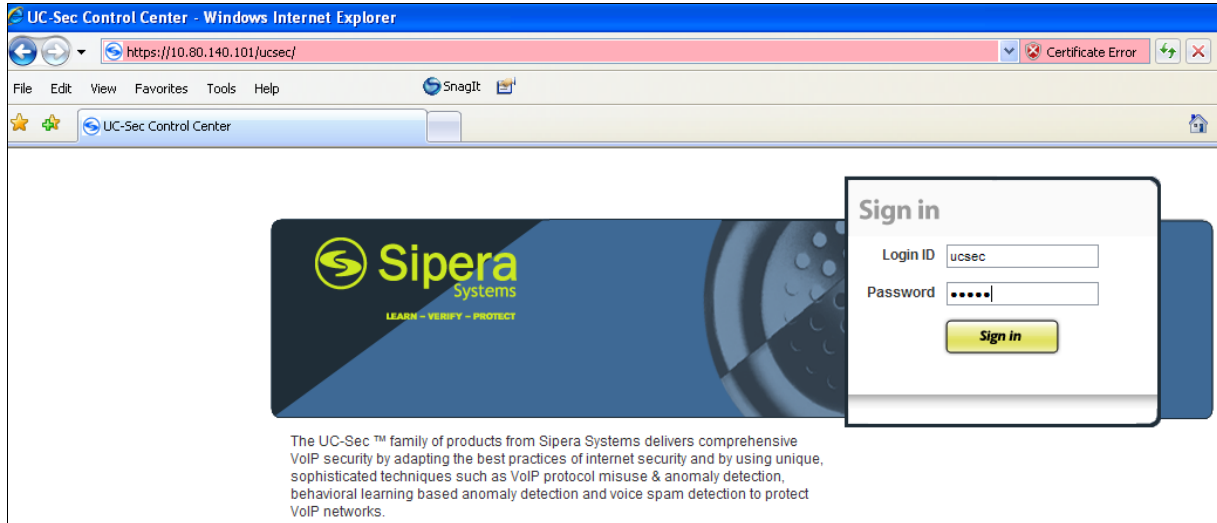 UC-Sec Control Center - Windows Internet Explorer
https://10.80.140.101/ucsec/
Certificate Error
File Edit View Favorites Tools Help
SnagIt
UC-Sec Control Center
Sign in
Login ID
ucsec
Password
•••••
Sign in
Sipera
Systems
LEARN – VERIFY – PROTECT
The UC-Sec ™ family of products from Sipera Systems delivers comprehensive
VoIP security by adapting the best practices of internet security and by using unique,
sophisticated techniques such as VoIP protocol misuse & anomaly detection,
behavioral learning based anomaly detection and voice spam detection to protect
VoIP networks.